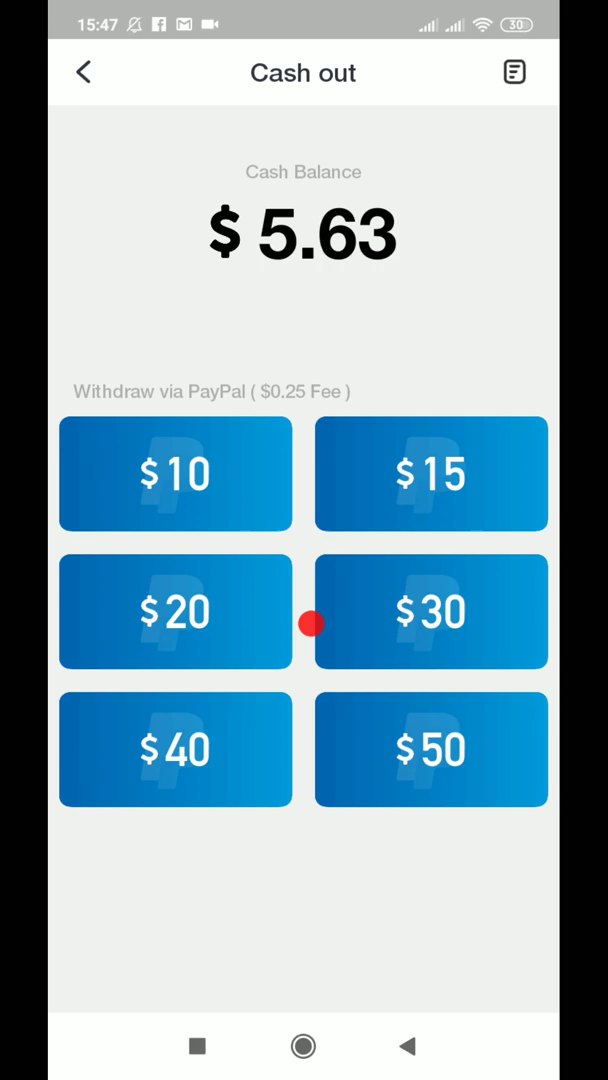 15:47 30
Cash out
Cash Balance
$ 5.63
Withdraw via PayPal ( $0.25 Fee )
$10 $15
$20 $30
$40 $50